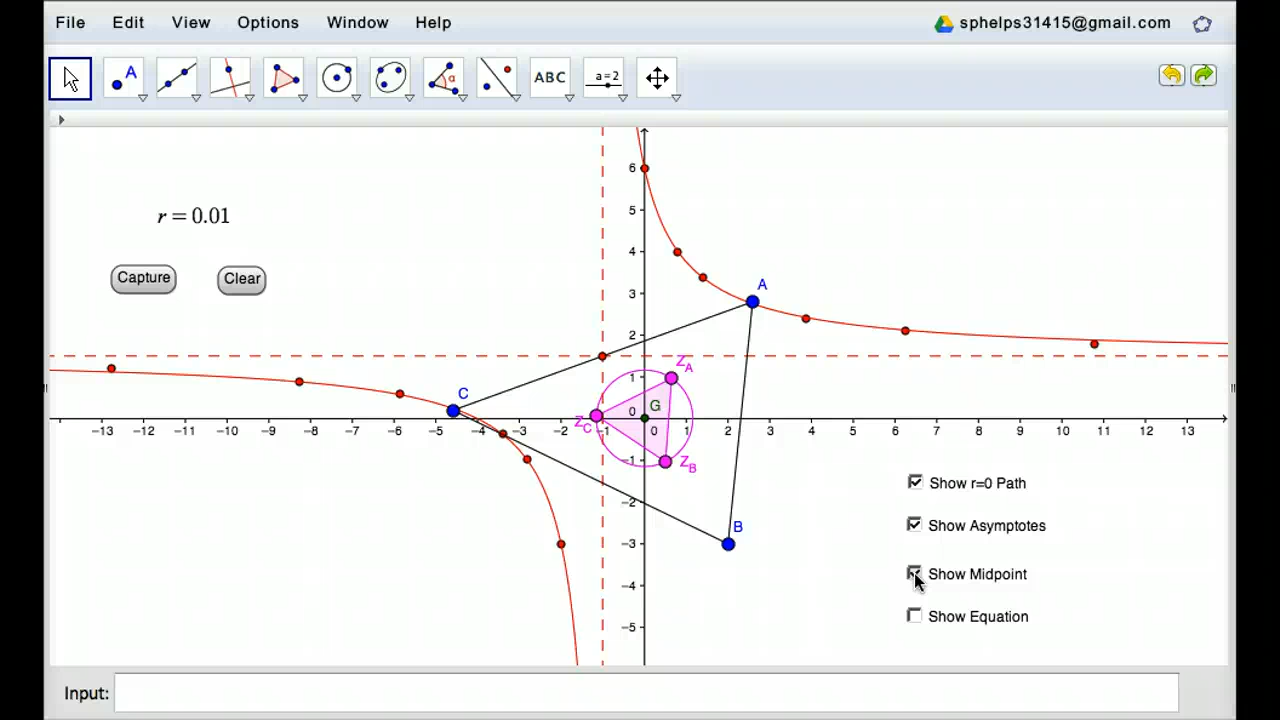 File Edit View Options Window Help sphelps31415@gmail.com
A ABC a=2 α
r = 0.01
Capture Clear
6
5
4
3
2
1
0
−1
−2
−3
−4
−5
−13 −12 −11 −10 −9 −8 −7 −6 −5 −4 −3 −2 −1 0 1 2 3 4 5 6 7 8 9 10 11 12 13
A
C
B
G
Z_A
Z_C
Z_B
Show r=0 Path
Show Asymptotes
Show Midpoint
Show Equation
Input: